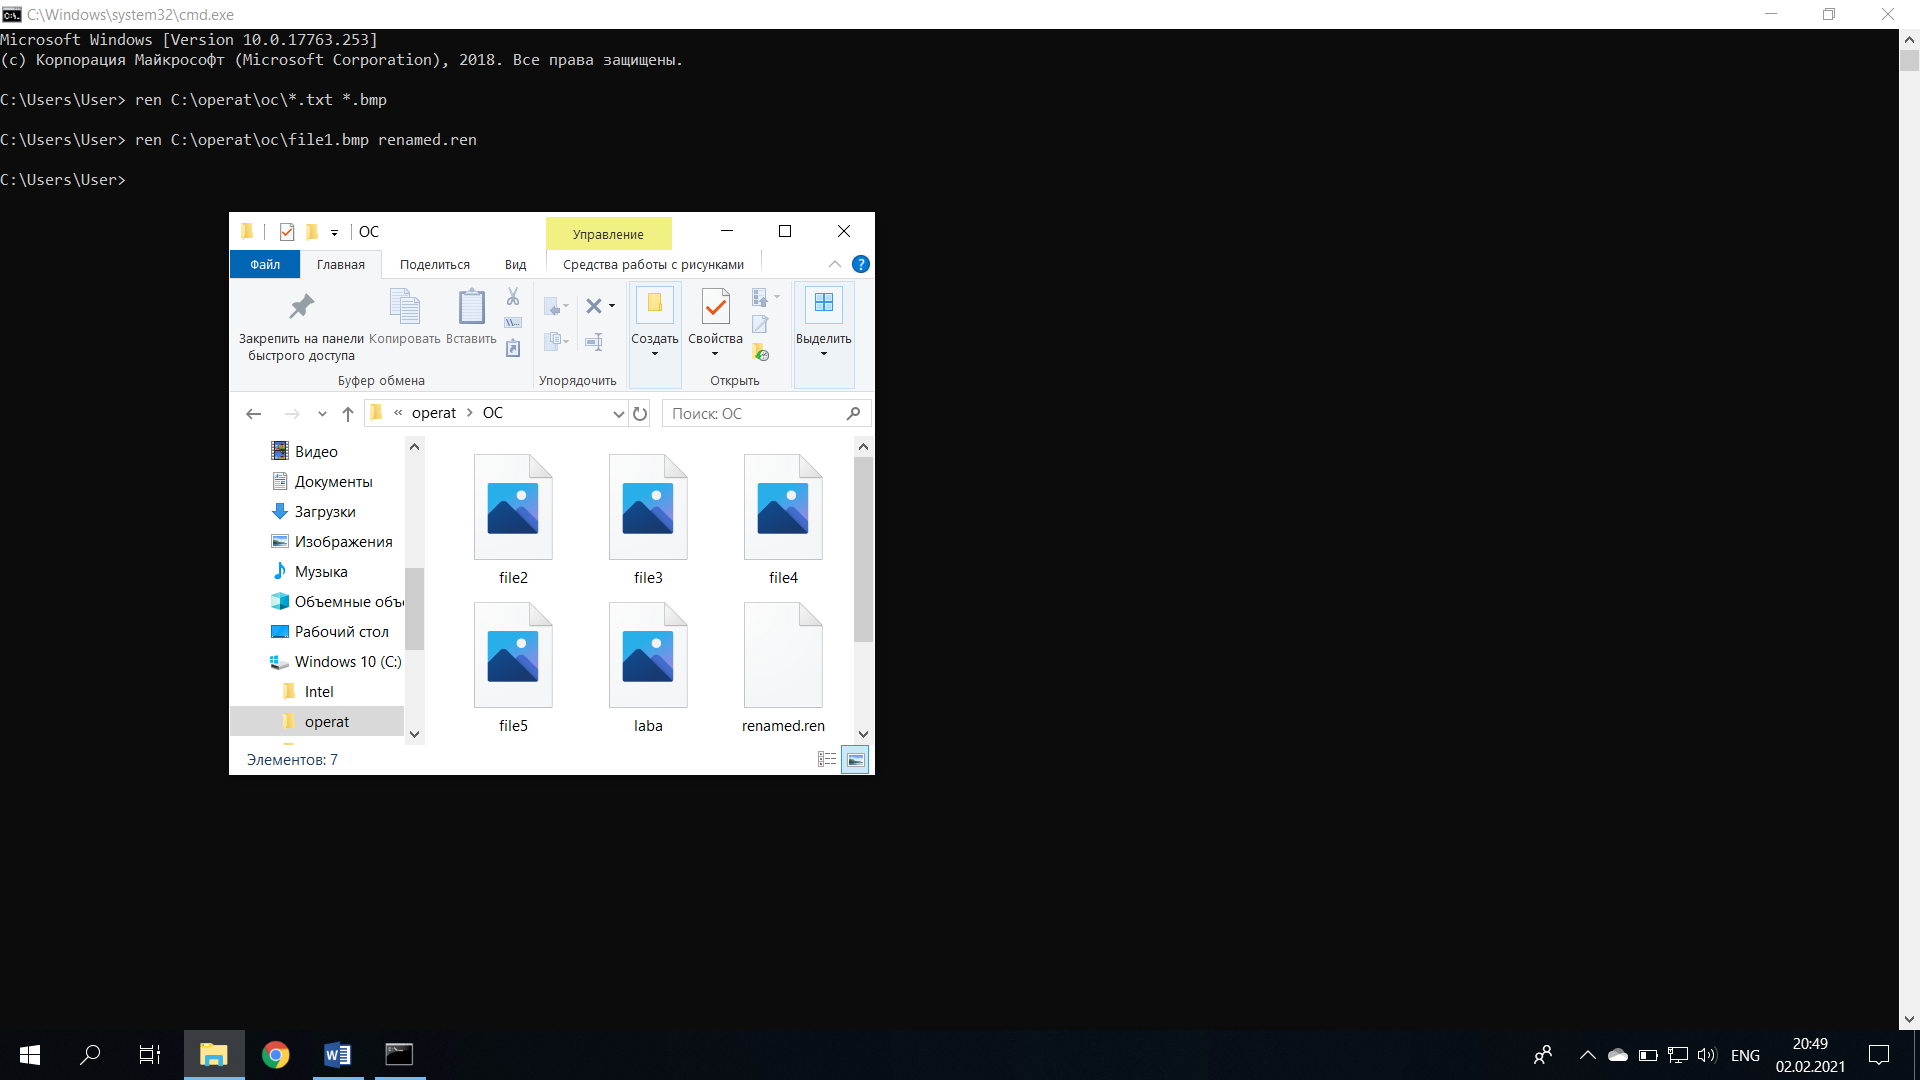 C:\Windows\system32\cmd.exe
Microsoft Windows [Version 10.0.17763.253]
(c) Корпорация Майкрософт (Microsoft Corporation), 2018. Все права защищены.
C:\Users\User> ren C:\operat\oc\*.txt *.bmp
C:\Users\User> ren C:\operat\oc\file1.bmp renamed.ren
C:\Users\User>
ОС
Управление
Файл
Главная
Поделиться
Вид
Средства работы с рисунками
Закрепить на панели
быстрого доступа
Копировать
Вставить
Создать
Свойства
Выделить
Буфер обмена
Упорядочить
Открыть
« operat > ОС
Поиск: ОС
Видео
Документы
Загрузки
Изображения
Музыка
Объемные объ
Рабочий стол
Windows 10 (C:)
Intel
operat
file2
file3
file4
file5
laba
renamed.ren
Элементов: 7
ENG
20:49
02.02.2021